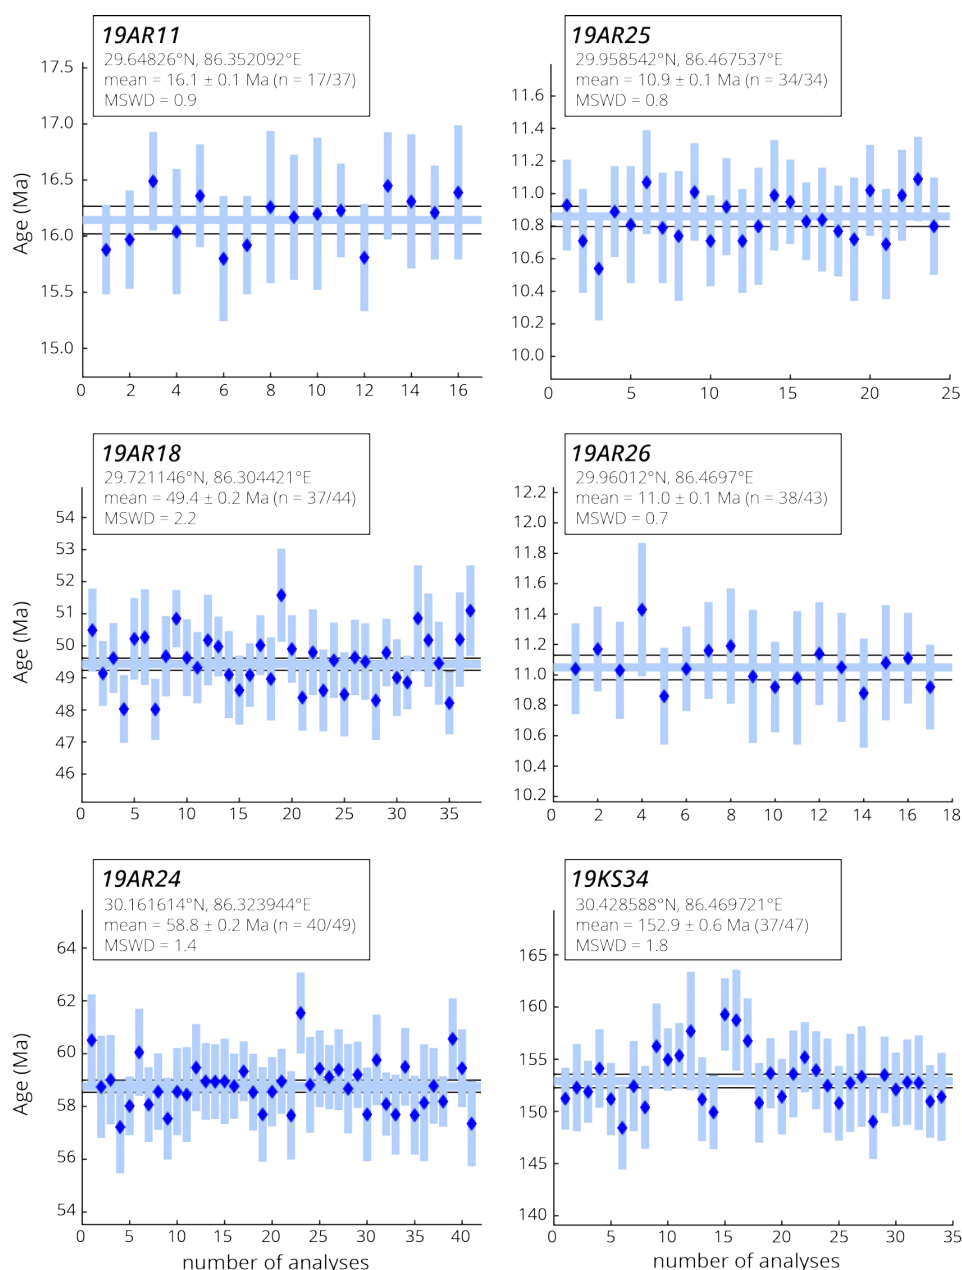 19AR11
29.64826°N, 86.352092°E
mean = 16.1 ± 0.1 Ma (n = 17/37)
MSWD = 0.9
17.5
17.0
16.5
16.0
15.5
15.0
Age (Ma)
0 2 4 6 8 10 12 14 16
19AR25
29.958542°N, 86.467537°E
mean = 10.9 ± 0.1 Ma (n = 34/34)
MSWD = 0.8
11.6
11.4
11.2
11.0
10.8
10.6
10.4
10.2
10.0
0 5 10 15 20 25
19AR18
29.721146°N, 86.304421°E
mean = 49.4 ± 0.2 Ma (n = 37/44)
MSWD = 2.2
54
53
52
51
50
49
48
47
46
Age (Ma)
0 5 10 15 20 25 30 35
19AR26
29.96012°N, 86.4697°E
mean = 11.0 ± 0.1 Ma (n = 38/43)
MSWD = 0.7
12.2
12.0
11.8
11.6
11.4
11.2
11.0
10.8
10.6
10.4
10.2
0 2 4 6 8 10 12 14 16 18
19AR24
30.161614°N, 86.323944°E
mean = 58.8 ± 0.2 Ma (n = 40/49)
MSWD = 1.4
64
62
60
58
56
54
Age (Ma)
0 5 10 15 20 25 30 35 40
number of analyses
19KS34
30.428588°N, 86.469721°E
mean = 152.9 ± 0.6 Ma (37/47)
MSWD = 1.8
165
160
155
150
145
140
0 5 10 15 20 25 30 35
number of analyses